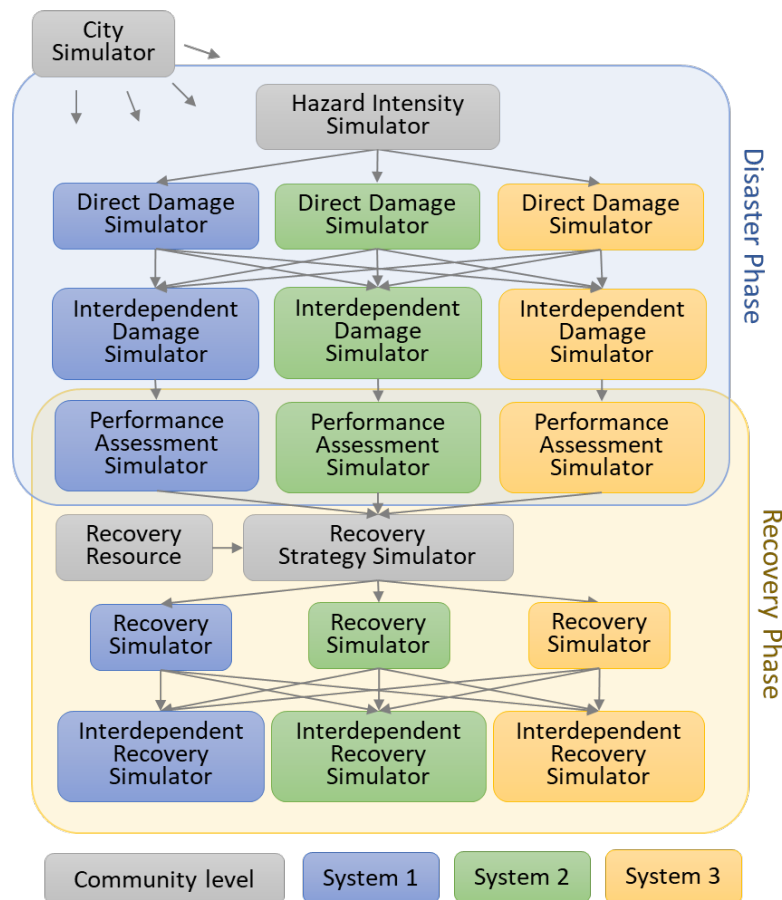 City
Simulator
Hazard Intensity
Simulator
Direct Damage
Simulator
Direct Damage
Simulator
Direct Damage
Simulator
Interdependent
Damage
Simulator
Interdependent
Damage
Simulator
Interdependent
Damage
Simulator
Disaster Phase
Performance
Assessment
Simulator
Performance
Assessment
Simulator
Performance
Assessment
Simulator
Recovery
Resource
Recovery
Strategy Simulator
Recovery
Simulator
Recovery
Simulator
Recovery
Simulator
Interdependent
Recovery
Simulator
Interdependent
Recovery
Simulator
Interdependent
Recovery
Simulator
Recovery Phase
Community level
System 1
System 2
System 3